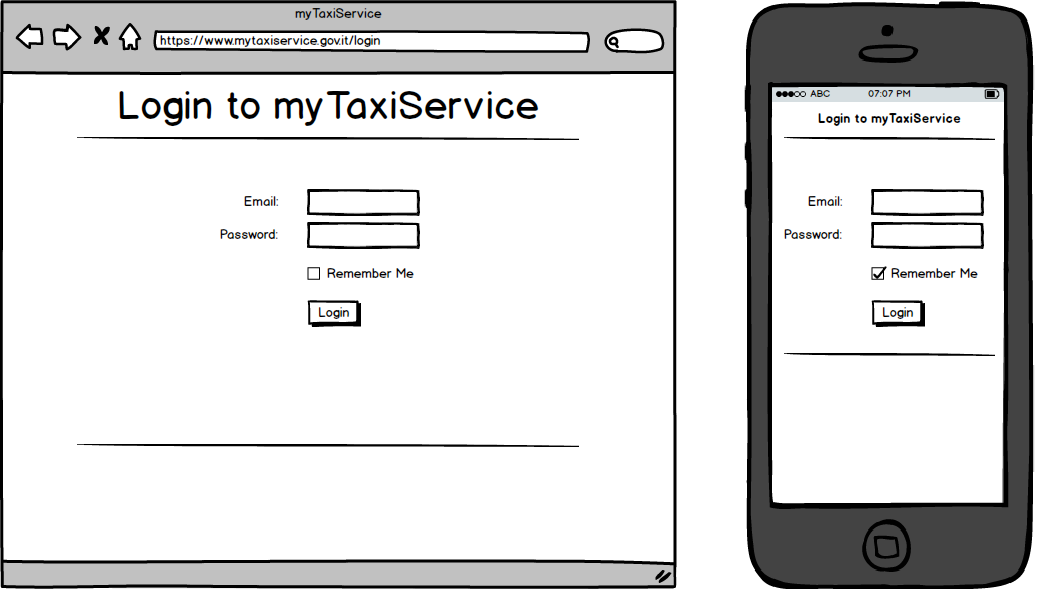 myTaxiService
https://www.mytaxiservice.gov.it/login
Login to myTaxiService
Email:
Password:
Remember Me
Login
ABC 07:07 PM
Login to myTaxiService
Email:
Password:
Remember Me
Login